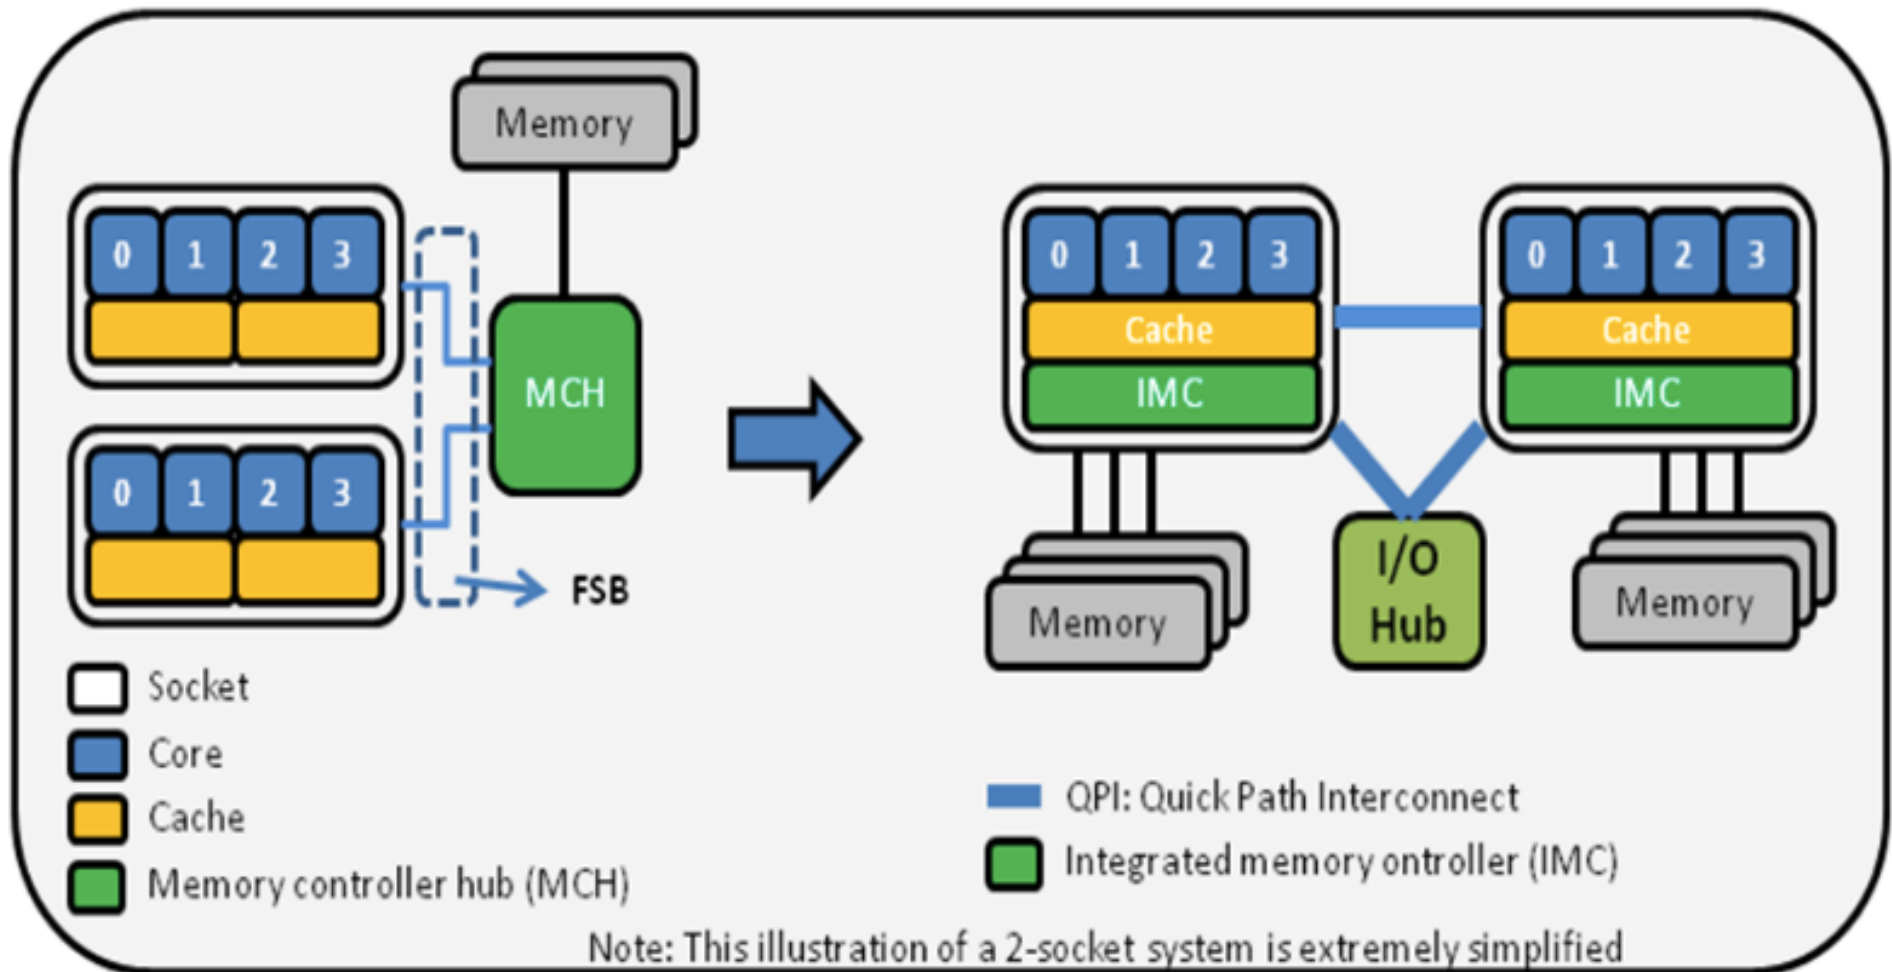 Memory
0 1 2 3
MCH
0 1 2 3
FSB
Socket
Core
Cache
Memory controller hub (MCH)
0 1 2 3
Cache
IMC
0 1 2 3
Cache
IMC
Memory
I/O
Hub
Memory
QPI: Quick Path Interconnect
Integrated memory ontroller (IMC)
Note: This illustration of a 2-socket system is extremely simplified